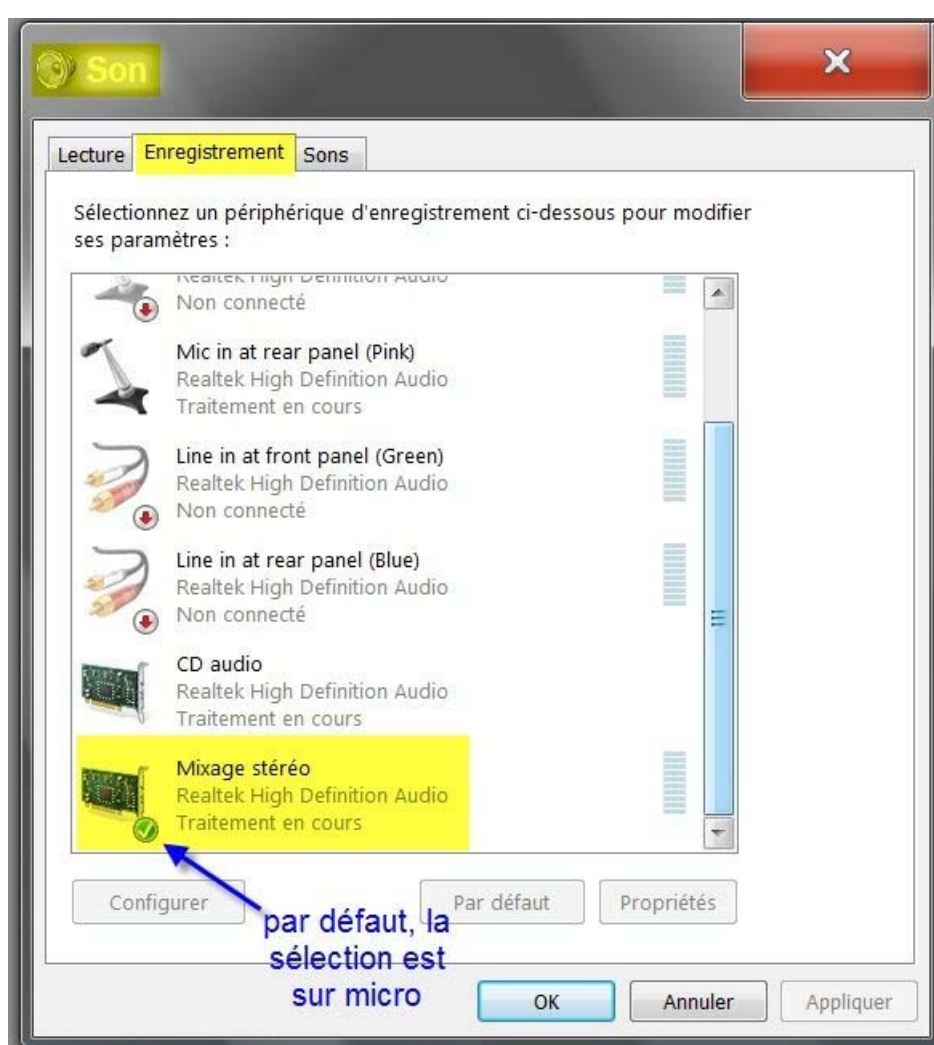 Son
Lecture Enregistrement Sons
Sélectionnez un périphérique d'enregistrement ci-dessous pour modifier
ses paramètres :
Realtek High Definition Audio
Non connecté
Mic in at rear panel (Pink)
Realtek High Definition Audio
Traitement en cours
Line in at front panel (Green)
Realtek High Definition Audio
Non connecté
Line in at rear panel (Blue)
Realtek High Definition Audio
Non connecté
CD audio
Realtek High Definition Audio
Traitement en cours
Mixage stéréo
Realtek High Definition Audio
Traitement en cours
Configurer Par défaut Propriétés
par défaut, la
sélection est
sur micro
OK Annuler Appliquer